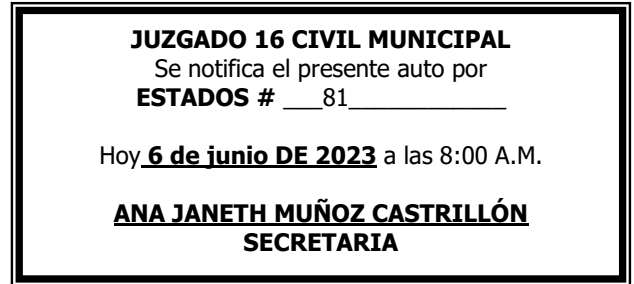 JUZGADO 16 CIVIL MUNICIPAL
Se notifica el presente auto por
ESTADOS # ___81____________
Hoy 6 de junio DE 2023 a las 8:00 A.M.
ANA JANETH MUÑOZ CASTRILLÓN
SECRETARIA